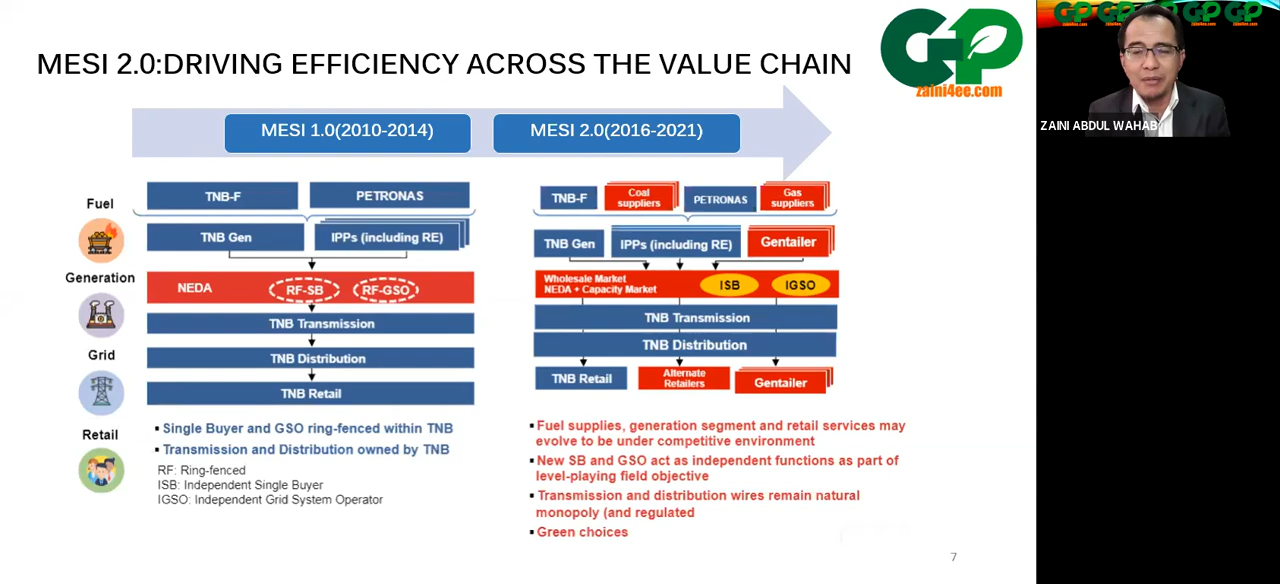 MESI 2.0:DRIVING EFFICIENCY ACROSS THE VALUE CHAIN
GP
zaini4ee.com
ZAINI ABDUL WAHAB
MESI 1.0(2010-2014)
MESI 2.0(2016-2021)
Fuel
Generation
Grid
Retail
TNB-F
PETRONAS
TNB Gen
IPPs (including RE)
NEDA
RF-SB
RF-GSO
TNB Transmission
TNB Distribution
TNB Retail
▪ Single Buyer and GSO ring-fenced within TNB
▪ Transmission and Distribution owned by TNB
RF: Ring-fenced
ISB: Independent Single Buyer
IGSO: Independent Grid System Operator
TNB-F
Coal
suppliers
PETRONAS
Gas
suppliers
TNB Gen
IPPs (including RE)
Gentailer
Wholesale Market
NEDA + Capacity Market
ISB
IGSO
TNB Transmission
TNB Distribution
TNB Retail
Alternate
Retailers
Gentailer
▪ Fuel supplies, generation segment and retail services may
evolve to be under competitive environment
▪ New SB and GSO act as independent functions as part of
level-playing field objective
▪ Transmission and distribution wires remain natural
monopoly (and regulated
▪ Green choices
7